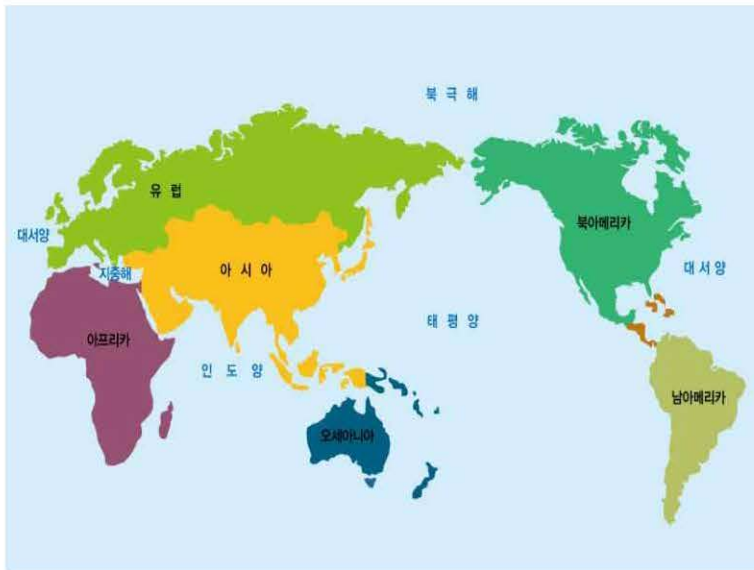 북 극 해
유 럽
북아메리카
대서양
아 시 아
대 서 양
지중해
태 평 양
아프리카
인 도 양
남아메리카
오세아니아